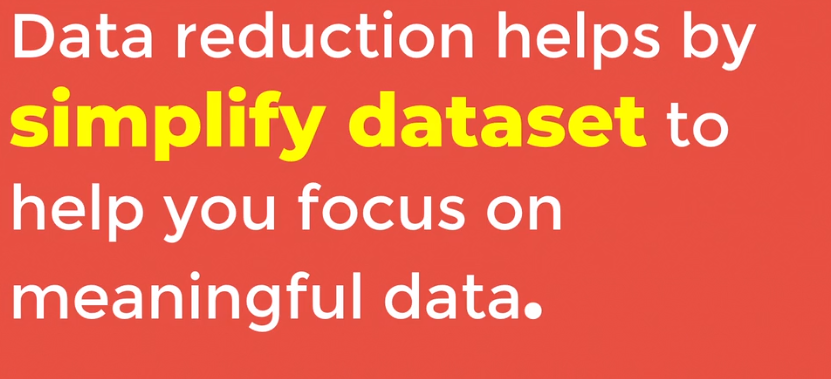 Data reduction helps by
simplify dataset to
help you focus on
meaningful data.